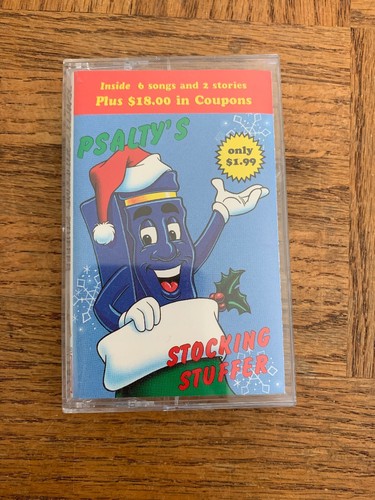 Inside 6 songs and 2 stories
Plus $18.00 in Coupons
PSALTY'S
only
$1.99
STOCKING
STUFFER